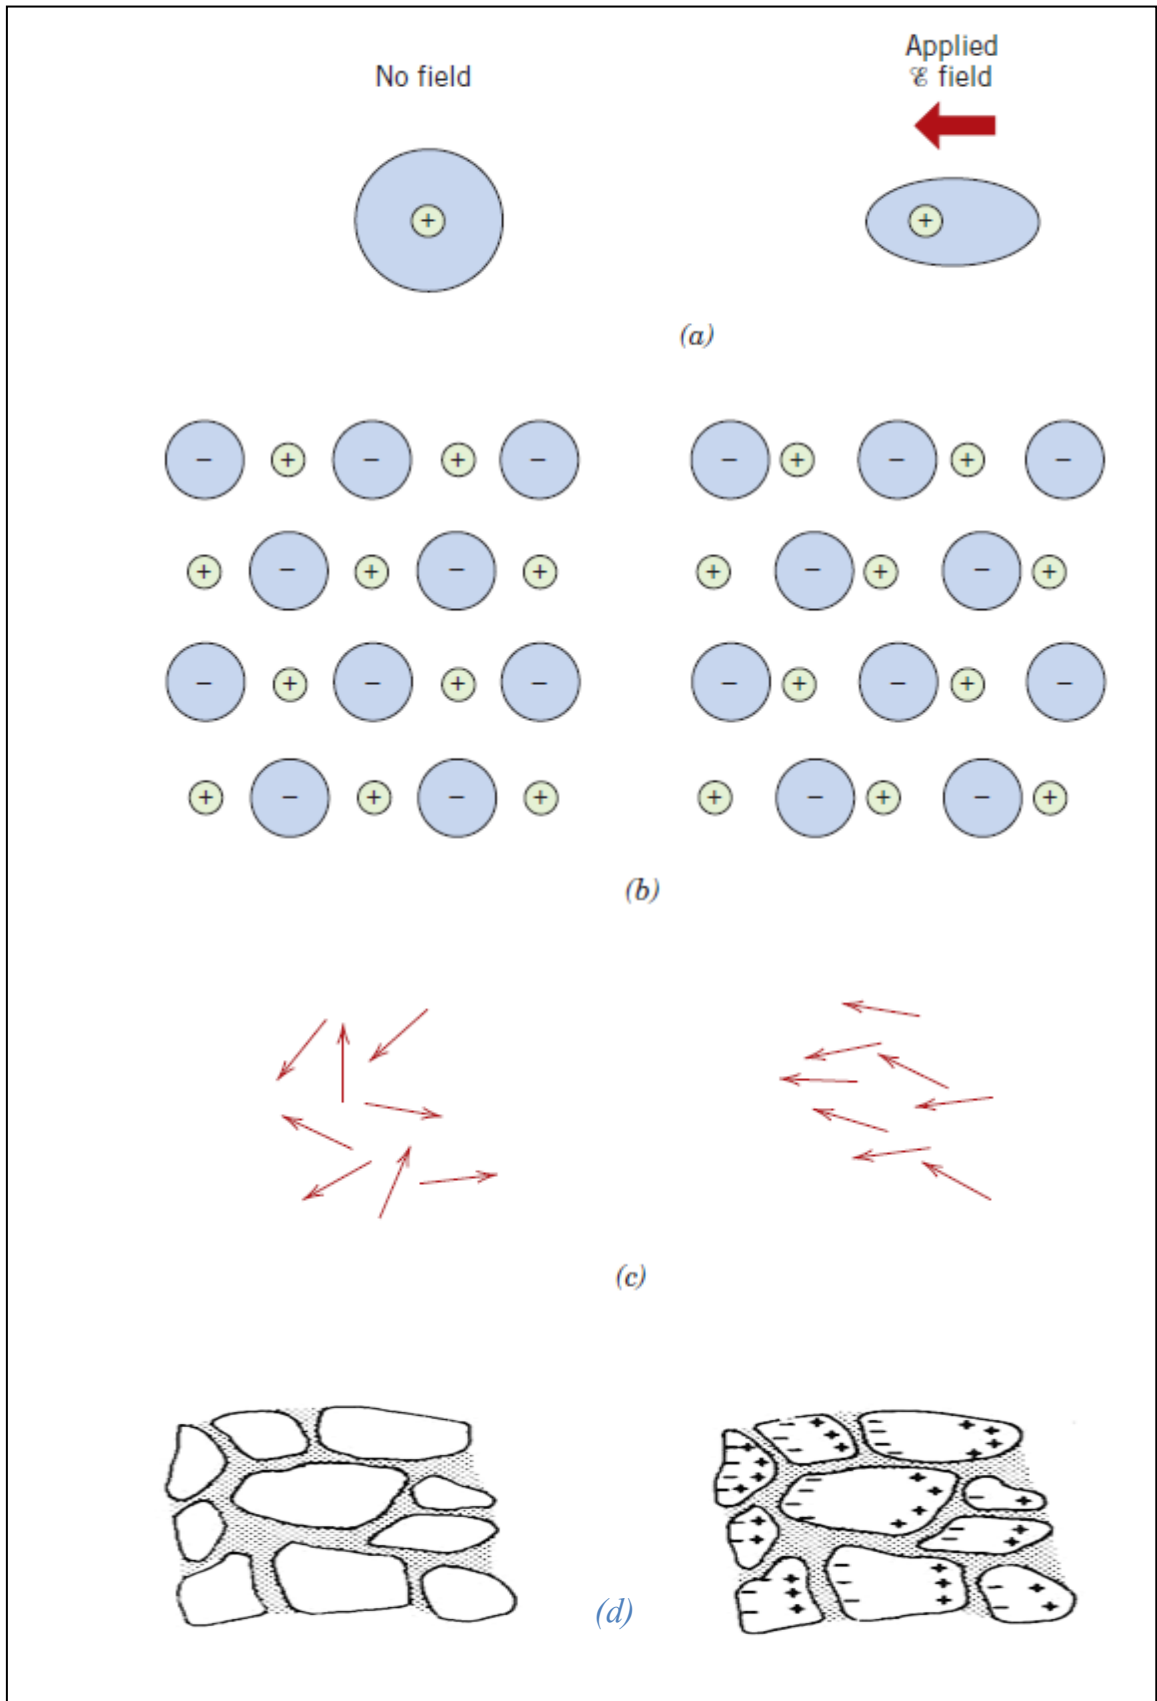 No field
Applied
ℰ field
+
+
(a)
− + − + −
− + − + −
+ − + − +
+ − + − +
− + − + −
− + − + −
+ − + − +
+ − + − +
(b)
(c)
(d)